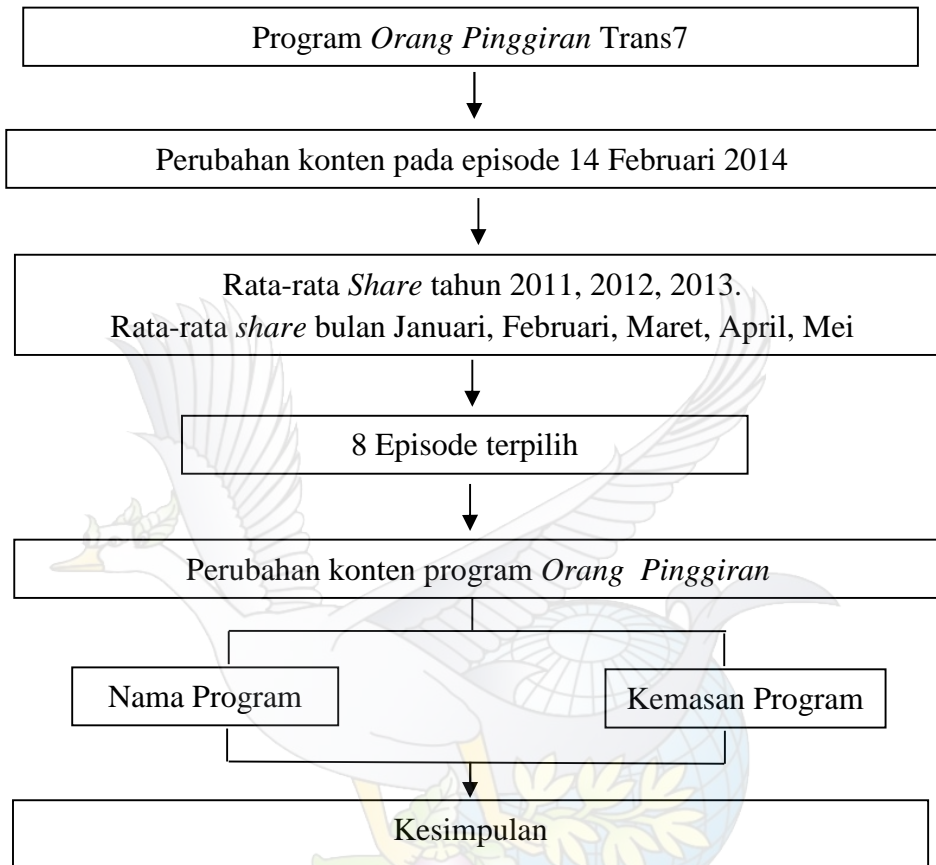 Program Orang Pinggiran Trans7
Perubahan konten pada episode 14 Februari 2014
Rata-rata Share tahun 2011, 2012, 2013.
Rata-rata share bulan Januari, Februari, Maret, April, Mei
8 Episode terpilih
Perubahan konten program Orang Pinggiran
Nama Program
Kemasan Program
Kesimpulan